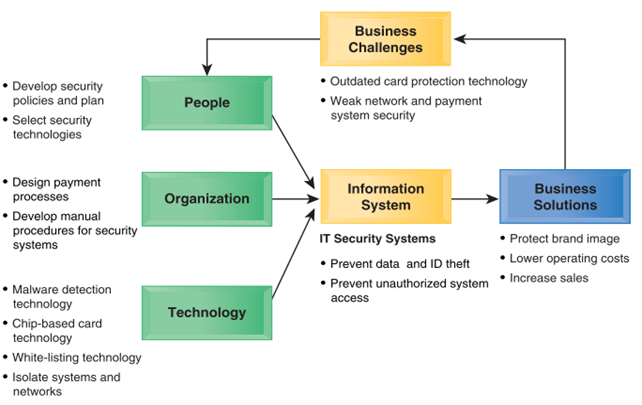 Business
Challenges
• Outdated card protection technology
• Weak network and payment
system security
• Develop security
policies and plan
• Select security
technologies
People
• Design payment
processes
• Develop manual
procedures for security
systems
Organization
Information
System
IT Security Systems
• Prevent data and ID theft
• Prevent unauthorized system
access
Business
Solutions
• Protect brand image
• Lower operating costs
• Increase sales
• Malware detection
technology
• Chip-based card
technology
• White-listing technology
• Isolate systems and
networks
Technology